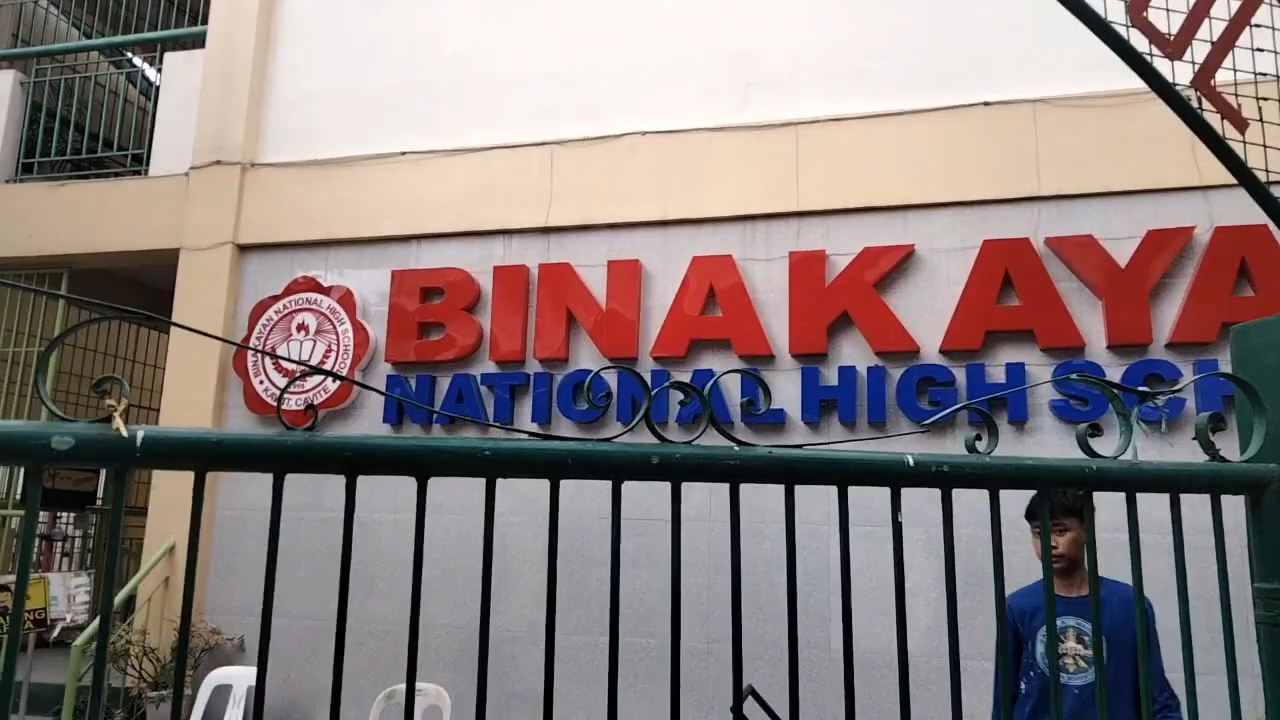 BINAKAYA
NATIONAL HIGH SCH
BINAKAYAN NATIONAL HIGH SCHOOL
KAWIT, CAVITE